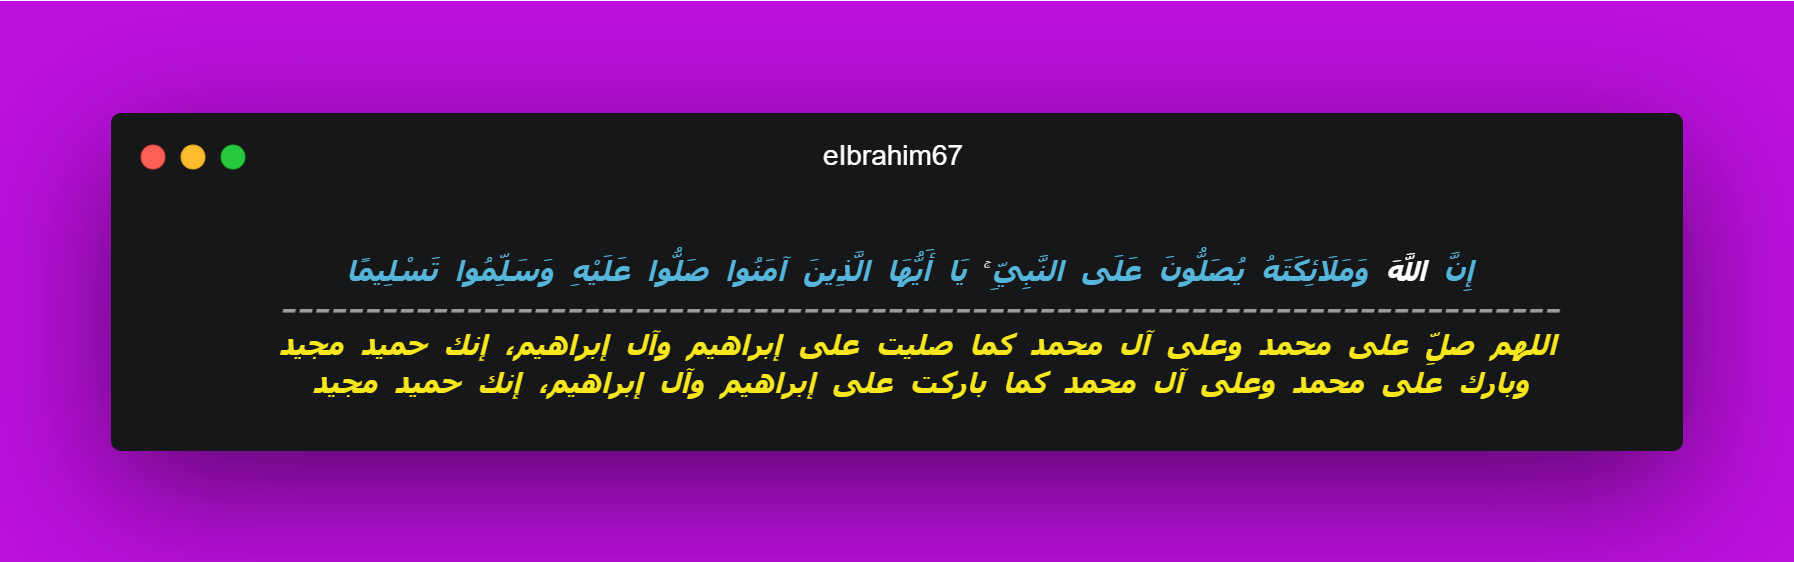 eIbrahim67
إِنَّ اللَّهَ وَمَلَائِكَتَهُ يُصَلُّونَ عَلَى النَّبِيِّ ۚ يَا أَيُّهَا الَّذِينَ آمَنُوا صَلُّوا عَلَيْهِ وَسَلِّمُوا تَسْلِيمًا
اللهم صلِّ على محمد وعلى آل محمد كما صليت على إبراهيم وآل إبراهيم، إنك حميد مجيد
وبارك على محمد وعلى آل محمد كما باركت على إبراهيم وآل إبراهيم، إنك حميد مجيد